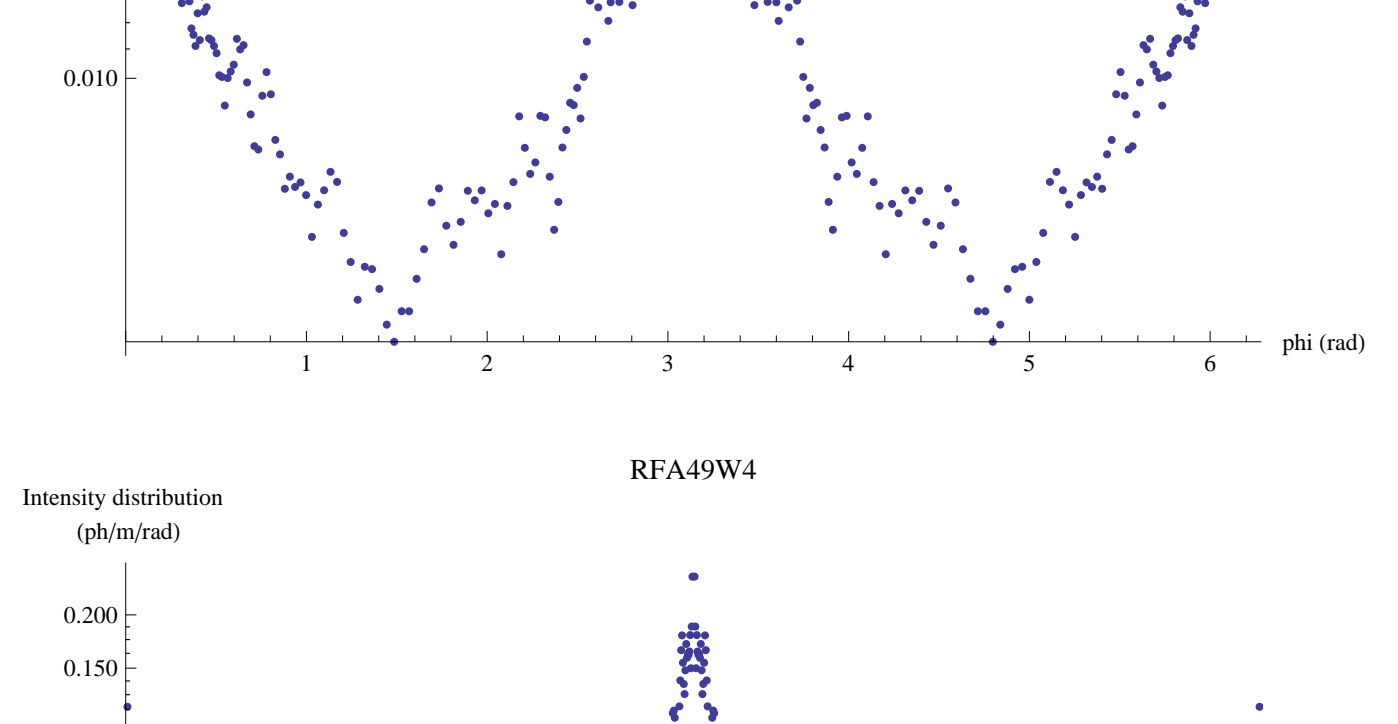 0.010
1 2 3 4 5 6 phi (rad)
RFA49W4
Intensity distribution
(ph/m/rad)
0.200
0.150